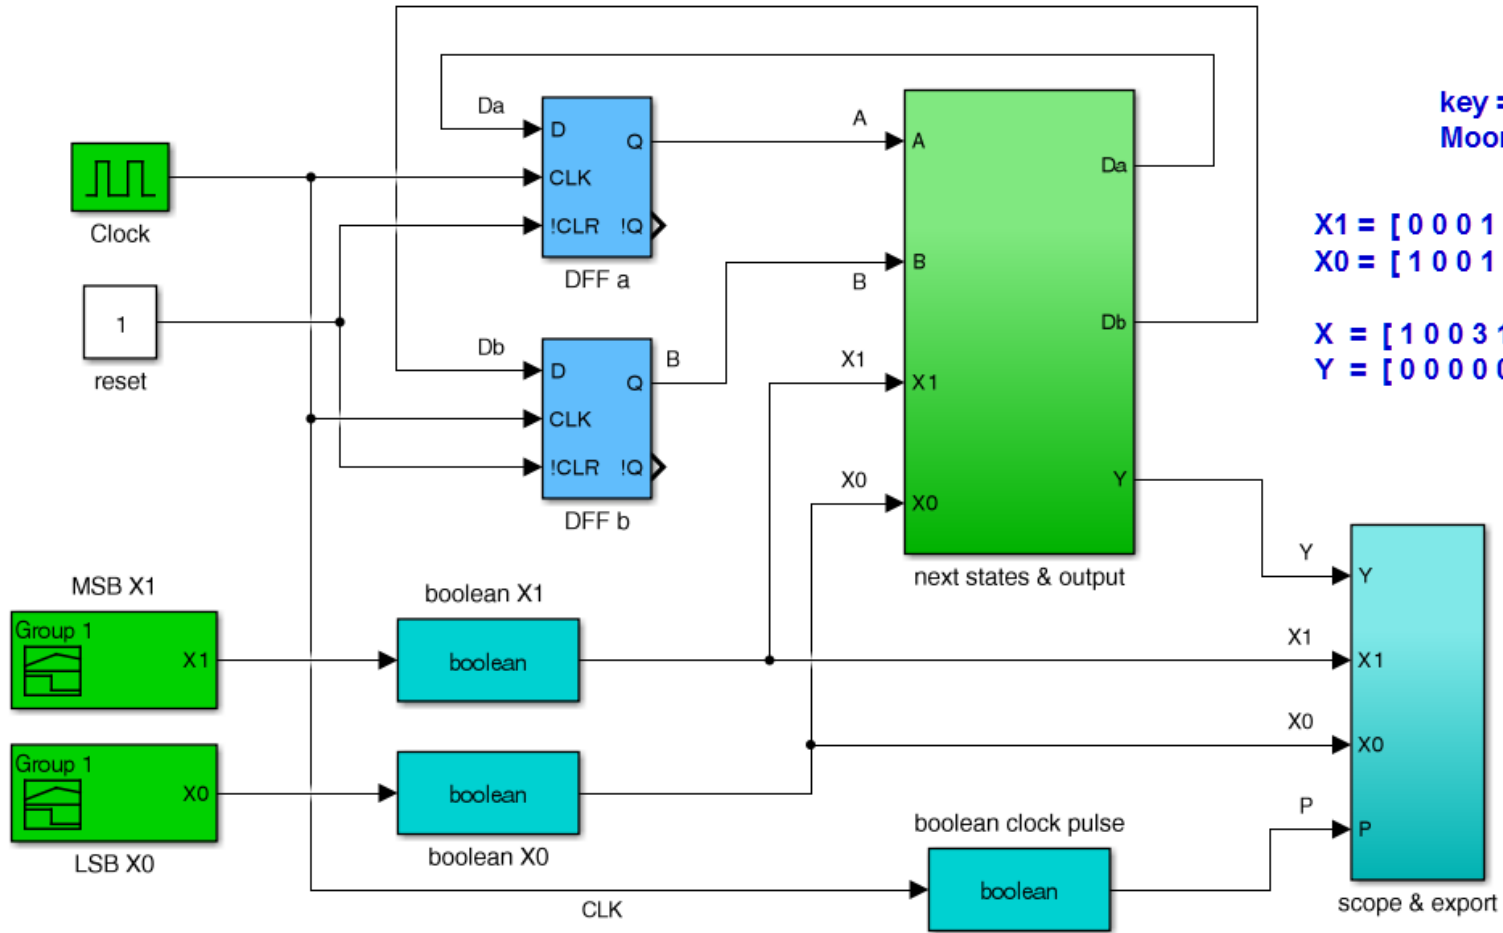 Da
D
Q
CLK
!CLR
!Q
DFF a
Clock
1
reset
Db
D
Q
CLK
!CLR
!Q
DFF b
B
A
B
X1
X0
A
B
X1
X0
Da
Db
Y
next states & output
key =
X1 = [ 0 0 0 1
X0 = [ 1 0 0 1
X = [ 1 0 0 3 1
Y = [ 0 0 0 0 0
MSB X1
Group 1
X1
boolean X1
boolean
Group 1
X0
LSB X0
boolean
boolean X0
CLK
boolean clock pulse
boolean
Y
X1
X0
P
Y
X1
X0
P
scope & export